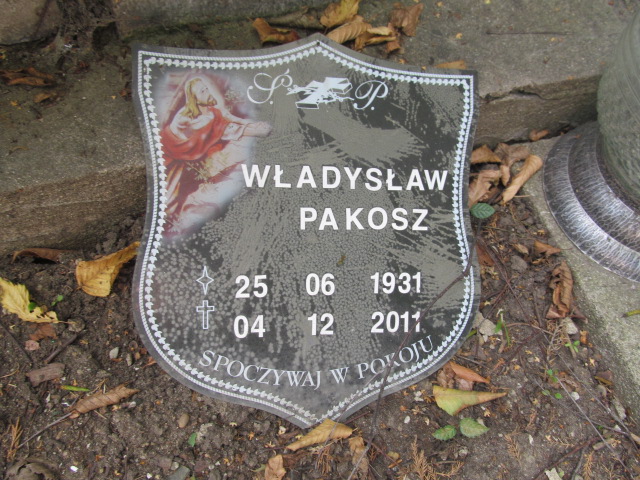 Ś. P.
WŁADYSŁAW
PAKOSZ
25 06 1931
04 12 2011
SPOCZYWAJ W POKOJU